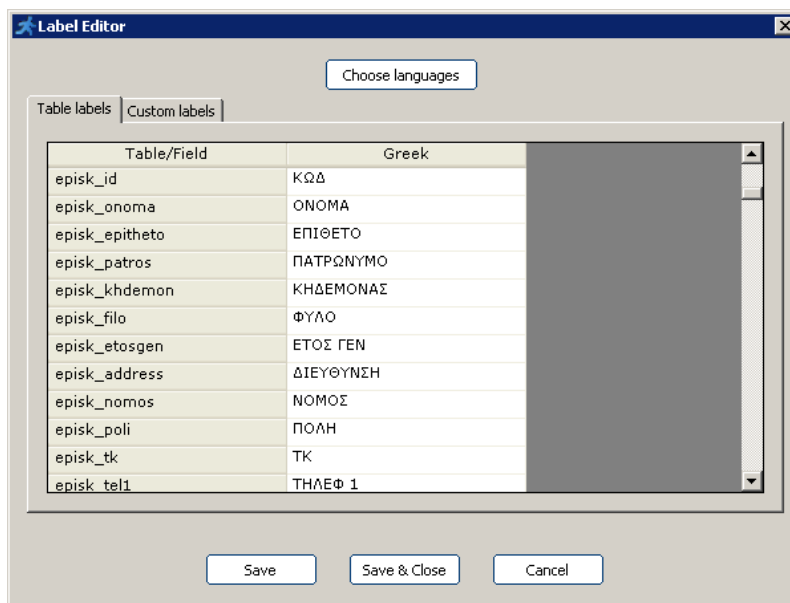 Label Editor
Choose languages
Table labels Custom labels
Table/Field Greek
episk_id ΚΩΔ
episk_onoma ΟΝΟΜΑ
episk_epitheto ΕΠΙΘΕΤΟ
episk_patros ΠΑΤΡΩΝΥΜΟ
episk_khdemon ΚΗΔΕΜΟΝΑΣ
episk_filo ΦΥΛΟ
episk_etosgen ΕΤΟΣ ΓΕΝ
episk_address ΔΙΕΥΘΥΝΣΗ
episk_nomos ΝΟΜΟΣ
episk_poli ΠΟΛΗ
episk_tk ΤΚ
episk_tel1 ΤΗΛΕΦ 1
Save Save & Close Cancel